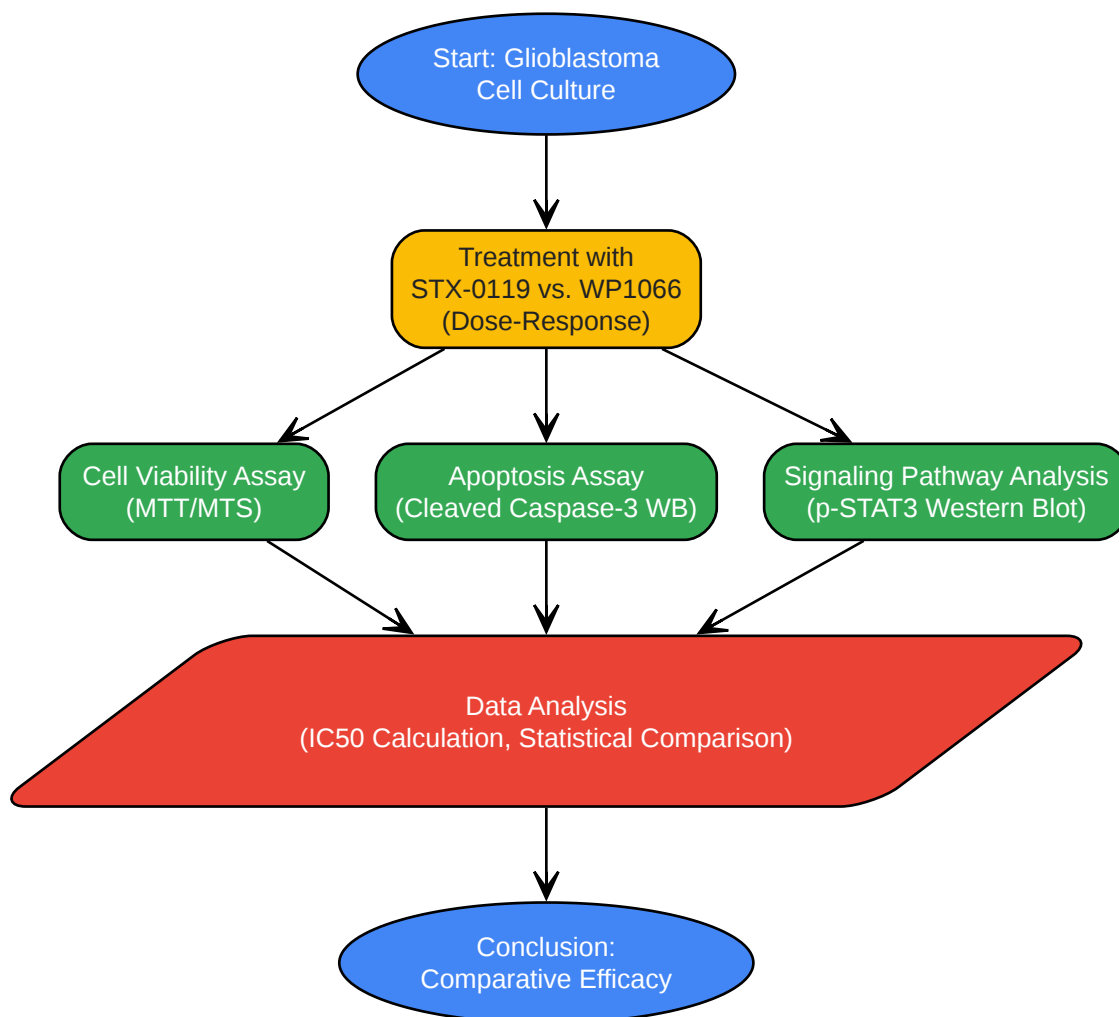 Start: Glioblastoma
Cell Culture
Treatment with
STX-0119 vs. WP1066
(Dose-Response)
Cell Viability Assay
(MTT/MTS)
Apoptosis Assay
(Cleaved Caspase-3 WB)
Signaling Pathway Analysis
(p-STAT3 Western Blot)
Data Analysis
(IC50 Calculation, Statistical Comparison)
Conclusion:
Comparative Efficacy